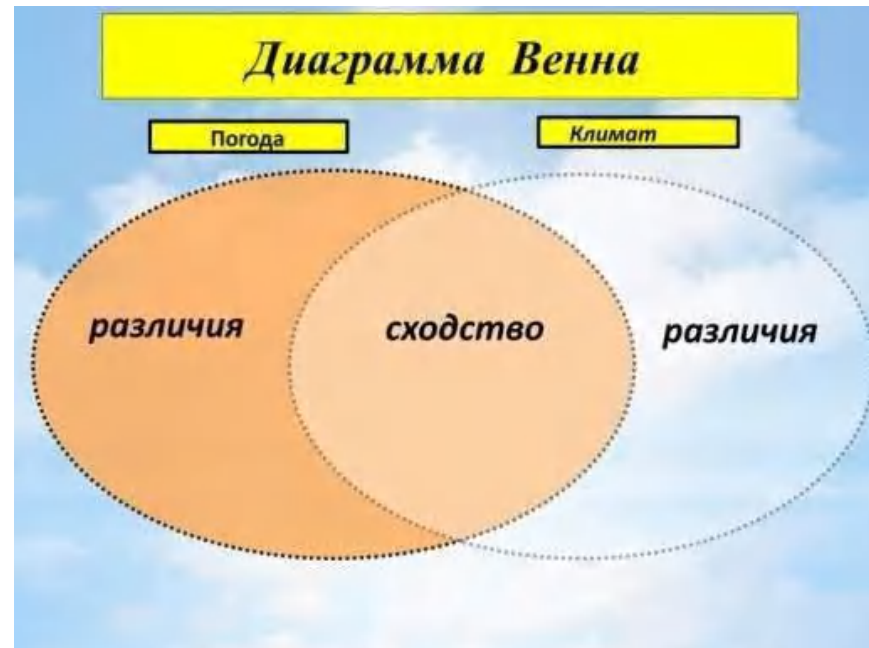 Диаграмма Венна
Погода
Климат
различия
сходство
различия